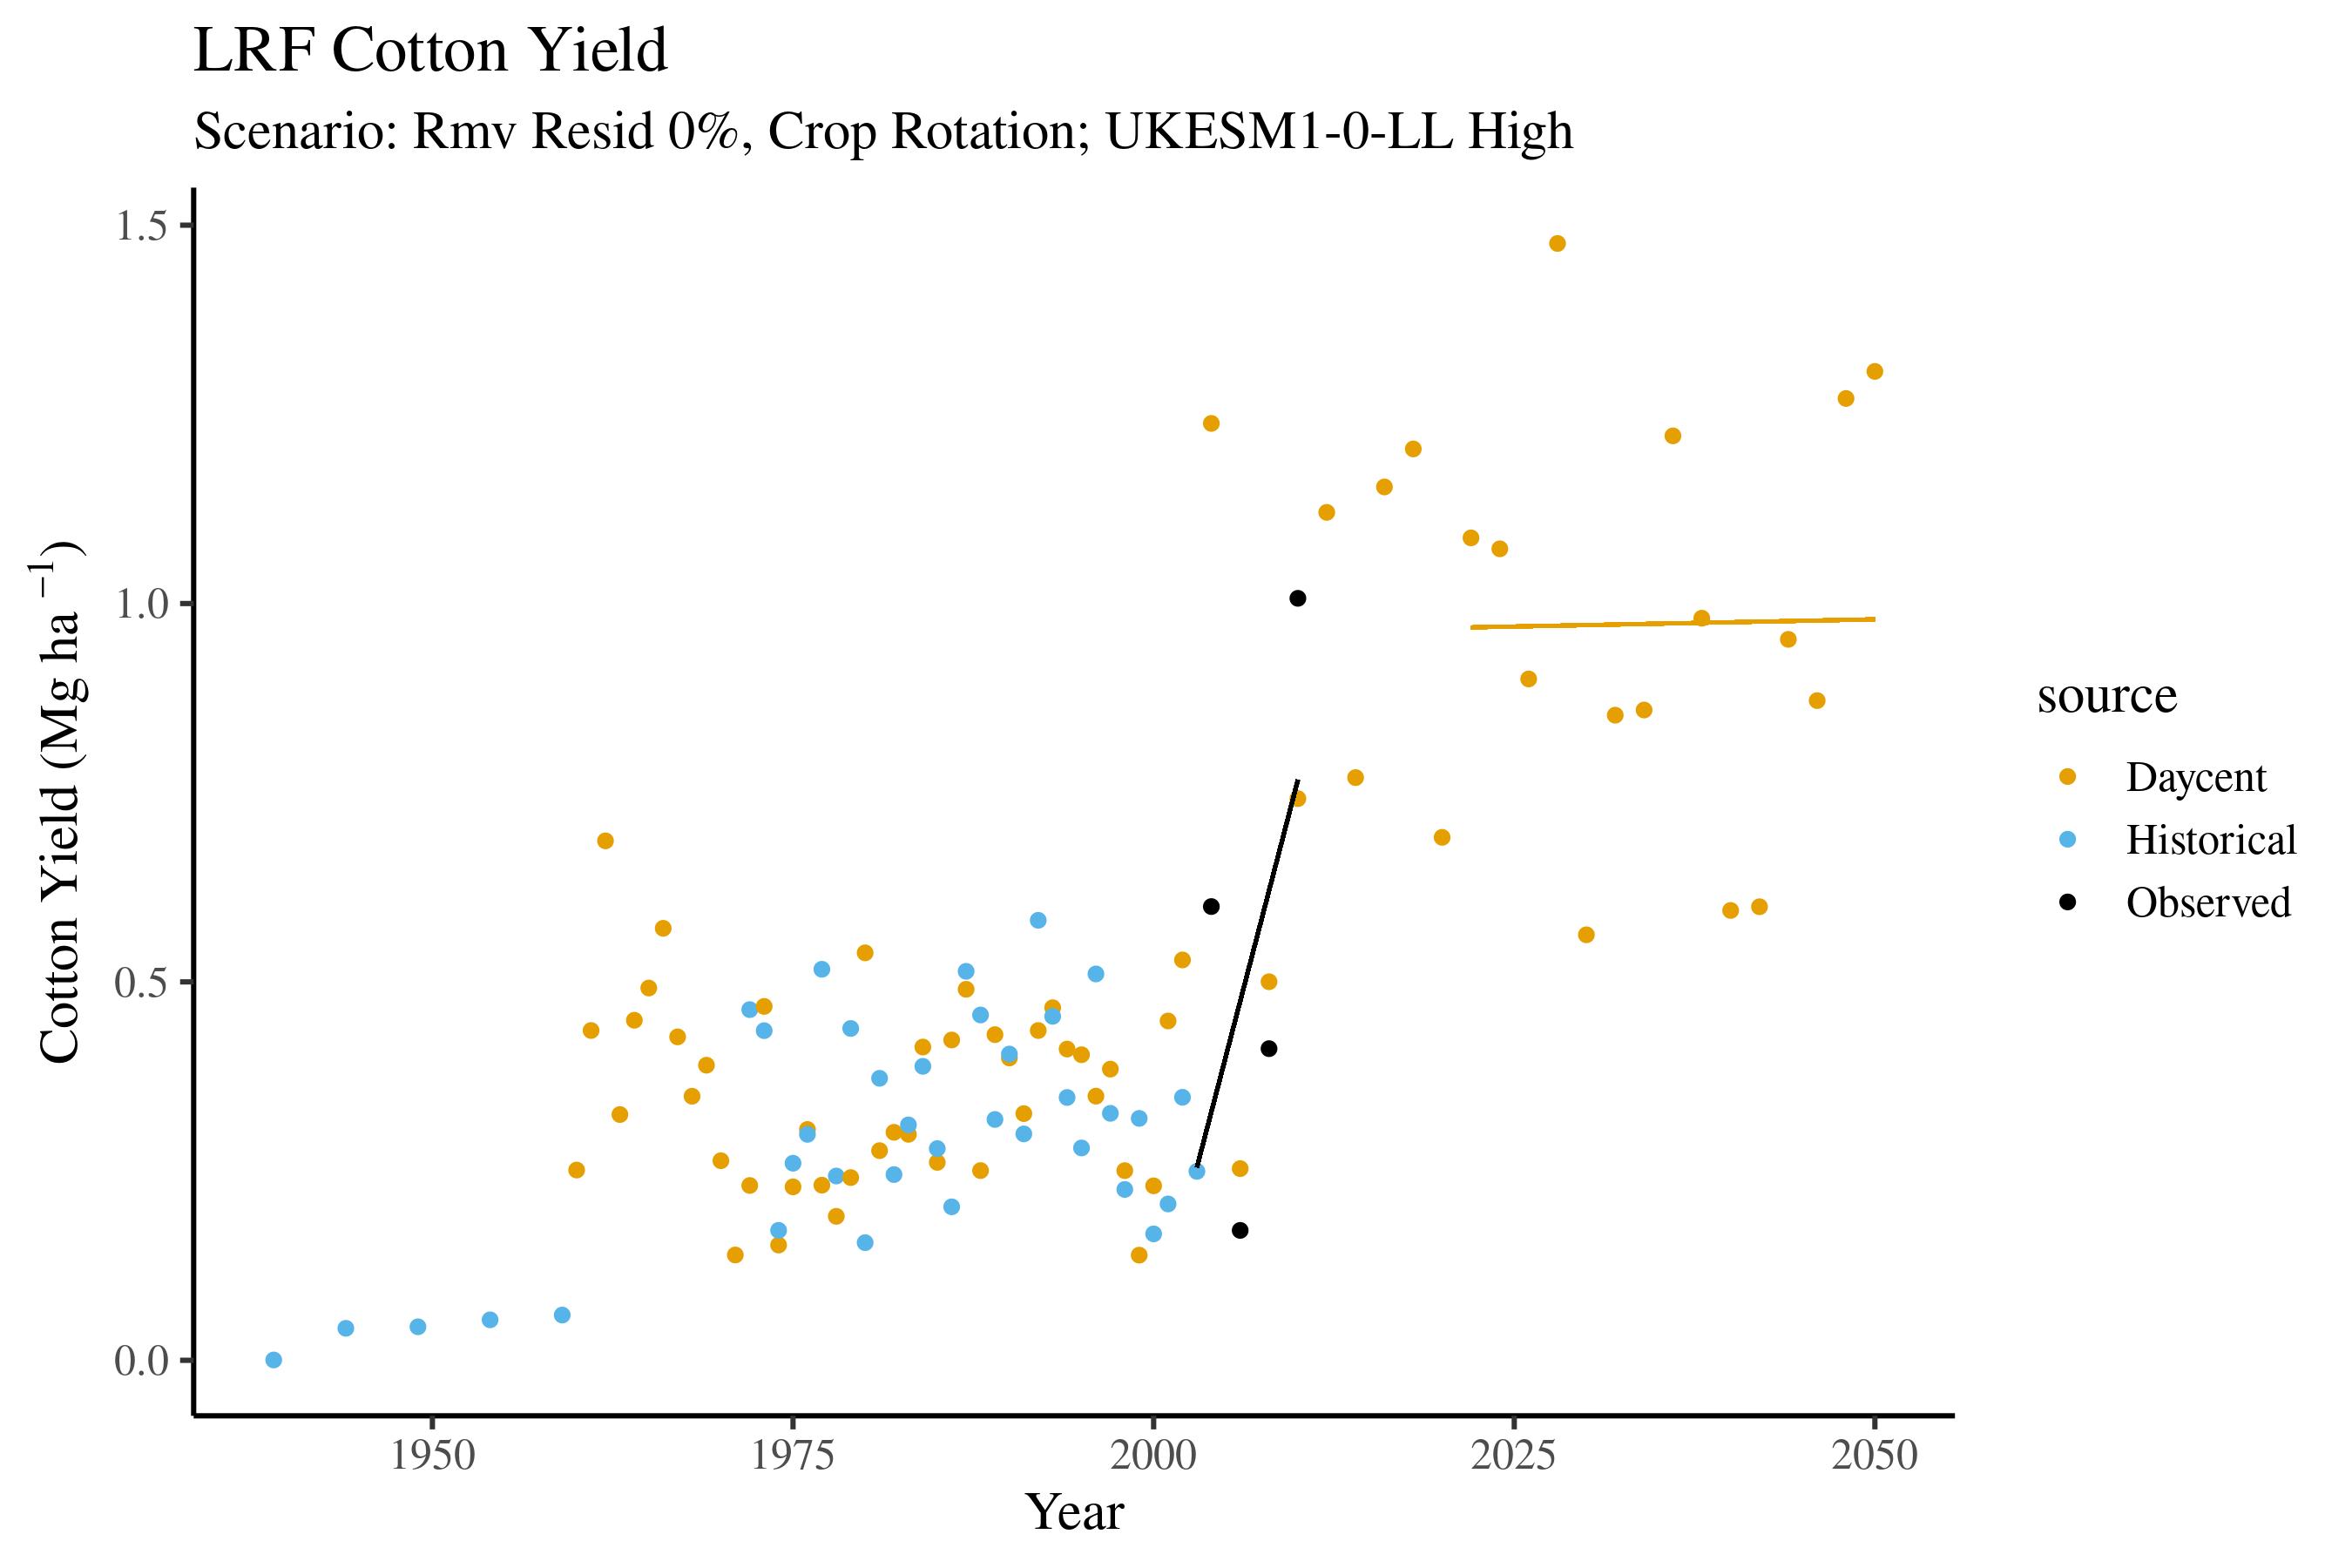 LRF Cotton Yield
Scenario: Rmv Resid 0%, Crop Rotation; UKESM1-0-LL High
Cotton Yield (Mg ha⁻¹)
1.5
1.0
0.5
0.0
1950 1975 2000 2025 2050
Year
source
Daycent
Historical
Observed